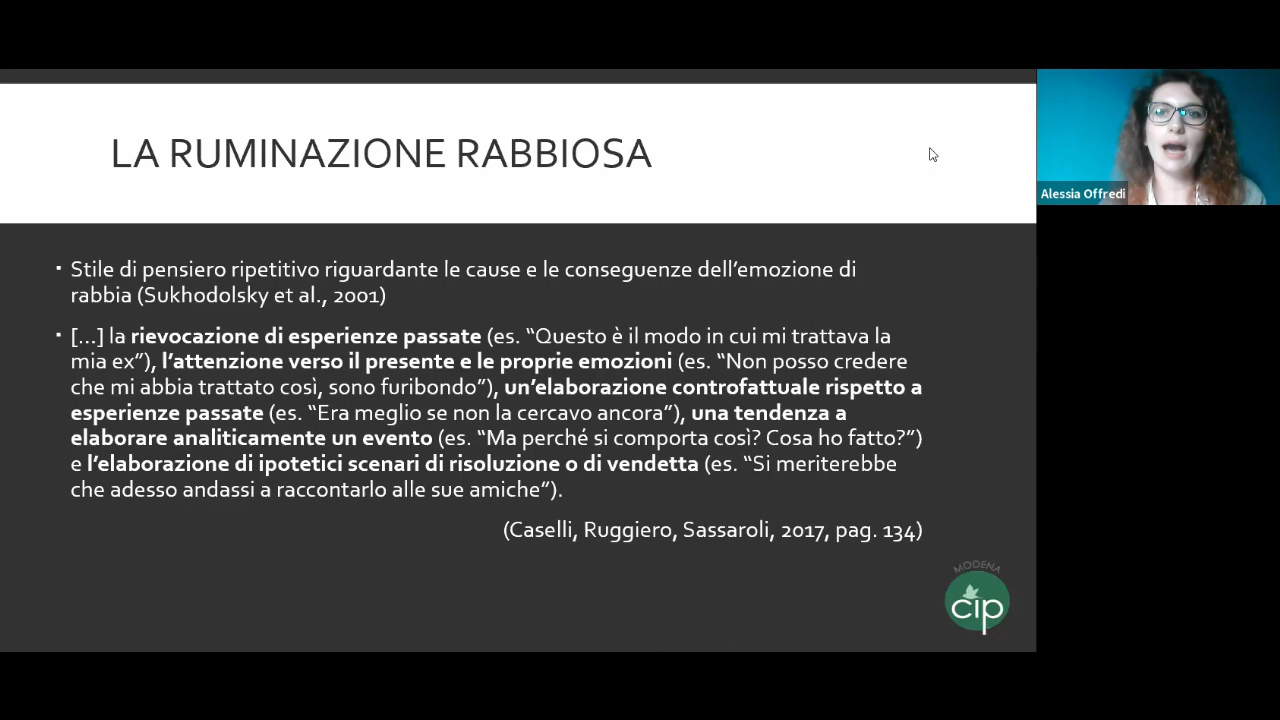 LA RUMINAZIONE RABBIOSA
Alessia Offredi
▪ Stile di pensiero ripetitivo riguardante le cause e le conseguenze dell’emozione di
rabbia (Sukhodolsky et al., 2001)
▪ [...] la rievocazione di esperienze passate (es. “Questo è il modo in cui mi trattava la
mia ex”), l’attenzione verso il presente e le proprie emozioni (es. “Non posso credere
che mi abbia trattato così, sono furibondo”), un’elaborazione controfattuale rispetto a
esperienze passate (es. “Era meglio se non la cercavo ancora”), una tendenza a
elaborare analiticamente un evento (es. “Ma perché si comporta così? Cosa ho fatto?”)
e l’elaborazione di ipotetici scenari di risoluzione o di vendetta (es. “Si meriterebbe
che adesso andassi a raccontarlo alle sue amiche”).
(Caselli, Ruggiero, Sassaroli, 2017, pag. 134)
MODENA
cip